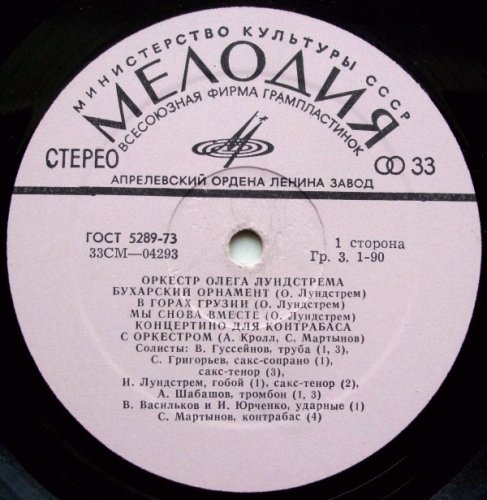 МИНИСТЕРСТВО КУЛЬТУРЫ СССР
МЕЛОДИЯ
ВСЕСОЮЗНАЯ ФИРМА ГРАМПЛАСТИНОК
СТЕРЕО
33
АПРЕЛЕВСКИЙ ОРДЕНА ЛЕНИНА ЗАВОД
ГОСТ 5289-73
33СМ—04293
1 сторона
Гр. 3. 1-90
ОРКЕСТР ОЛЕГА ЛУНДСТРЕМА
БУХАРСКИЙ ОРНАМЕНТ (О. Лундстрем)
В ГОРАХ ГРУЗИИ (О. Лундстрем)
МЫ СНОВА ВМЕСТЕ (О. Лундстрем)
КОНЦЕРТИНО ДЛЯ КОНТРАБАСА
С ОРКЕСТРОМ (А. Кролл, С. Мартынов)
Солисты: В. Гуссейнов, труба (1, 3),
С. Григорьев, сакс-сопрано (1),
сакс-тенор (3),
И. Лундстрем, гобой (1), сакс-тенор (2),
А. Шабашов, тромбон (1, 3)
В. Васильков и И. Юрченко, ударные (1)
С. Мартынов, контрабас (4)